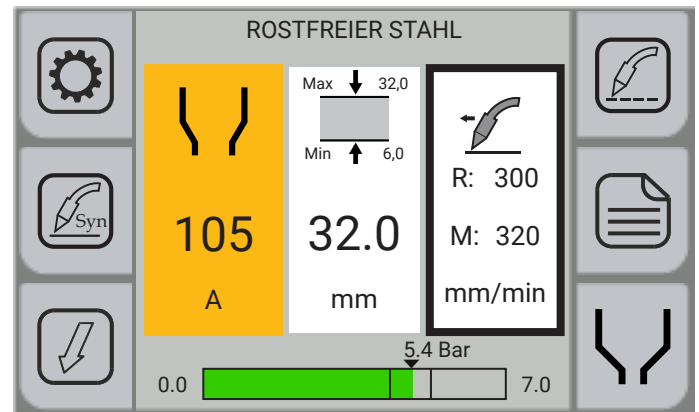 ROSTFREIER STAHL
Max 32,0
Min 6,0
R: 300
Syn
105
32.0
M: 320
A
mm
mm/min
5.4 Bar
0.0
7.0